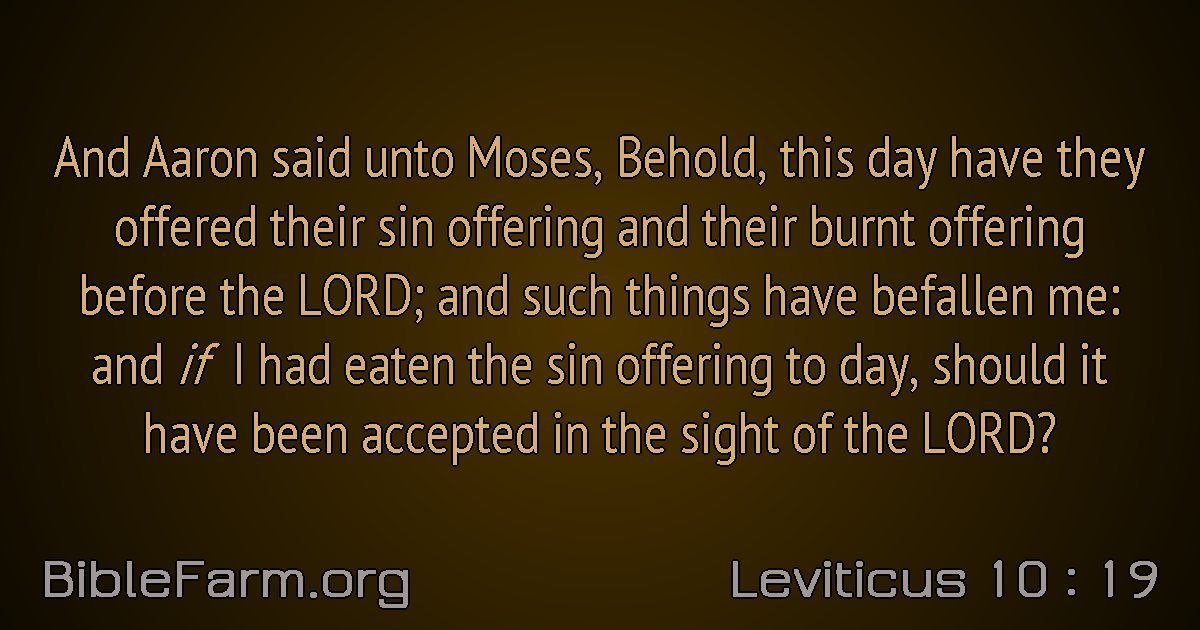 And Aaron said unto Moses, Behold, this day have they
offered their sin offering and their burnt offering
before the LORD; and such things have befallen me:
and if I had eaten the sin offering to day, should it
have been accepted in the sight of the LORD?
BibleFarm.org
Leviticus 10 : 19